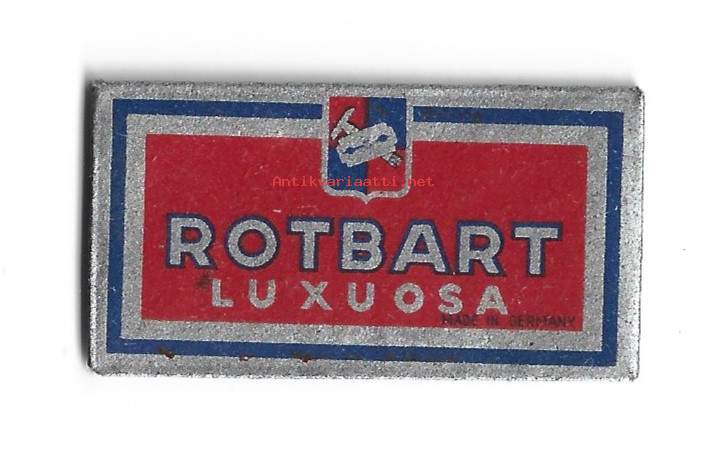 Antikvariaatti.net
ROTBART
LUXUOSA
MADE IN GERMANY